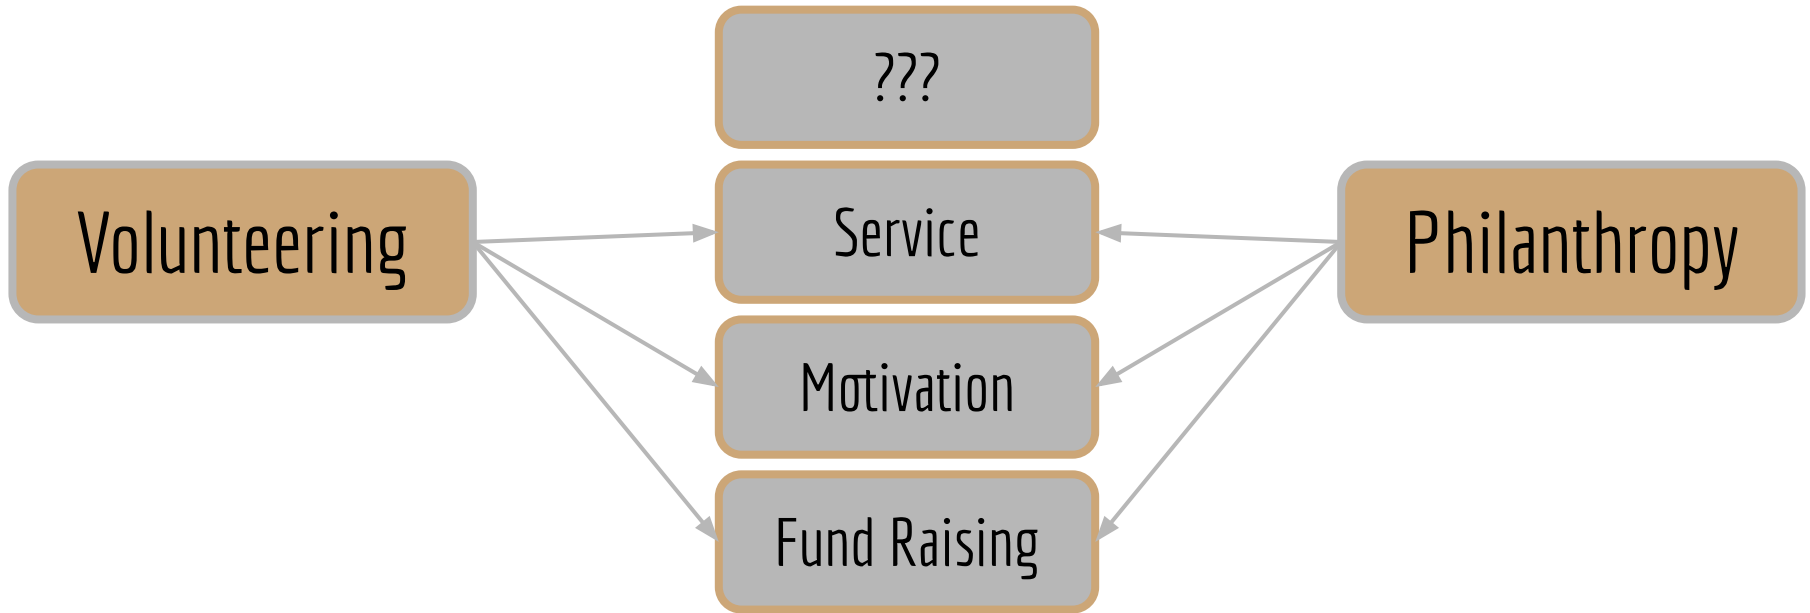 ???
Volunteering
Service
Philanthropy
Motivation
Fund Raising